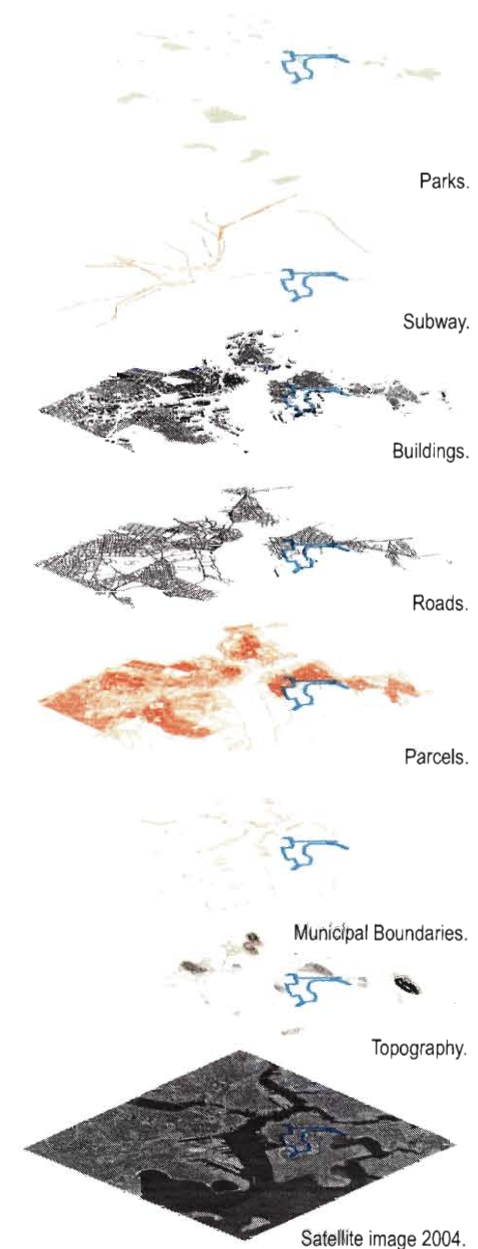 Parks.
Subway.
Buildings.
Roads.
Parcels.
Municipal Boundaries.
Topography.
Satellite image 2004.